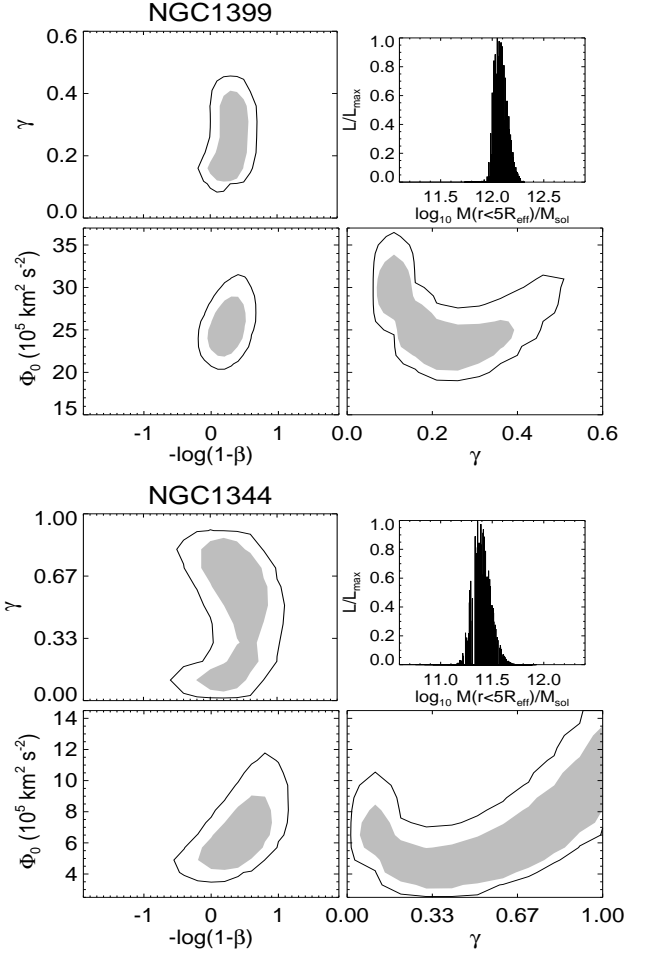 NGC1399
0.6
0.4
0.2
0.0
γ
1.0
0.8
0.6
0.4
0.2
0.0
L/Lmax
11.5 12.0 12.5
log10 M(r<5Reff)/Msol
35
30
25
20
15
Φ0 (10^5 km^2 s^-2)
-1 0 1
-log(1-β)
0.0 0.2 0.4 0.6
γ
NGC1344
1.00
0.67
0.33
0.00
γ
1.0
0.8
0.6
0.4
0.2
0.0
L/Lmax
11.0 11.5 12.0
log10 M(r<5Reff)/Msol
14
12
10
8
6
4
Φ0 (10^5 km^2 s^-2)
-1 0 1
-log(1-β)
0.00 0.33 0.67 1.00
γ